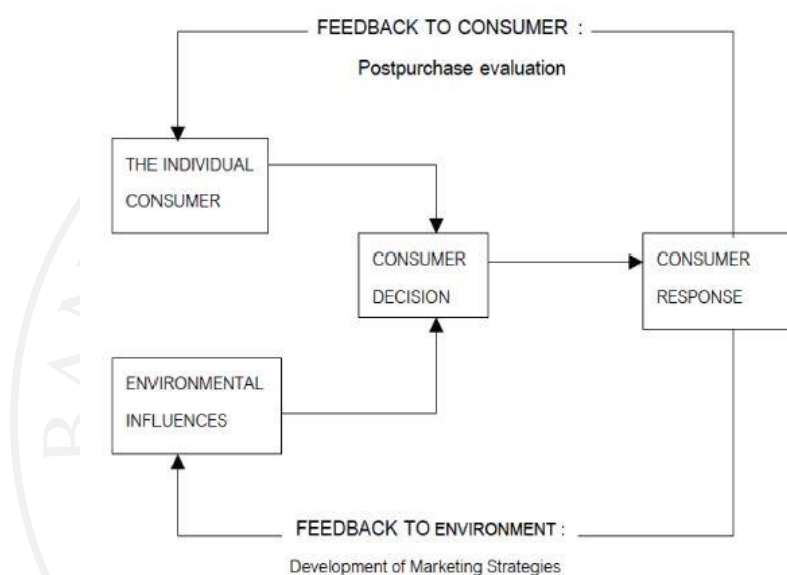 FEEDBACK TO CONSUMER :
Postpurchase evaluation
THE INDIVIDUAL
CONSUMER
CONSUMER
DECISION
CONSUMER
RESPONSE
ENVIRONMENTAL
INFLUENCES
FEEDBACK TO ENVIRONMENT :
Development of Marketing Strategies